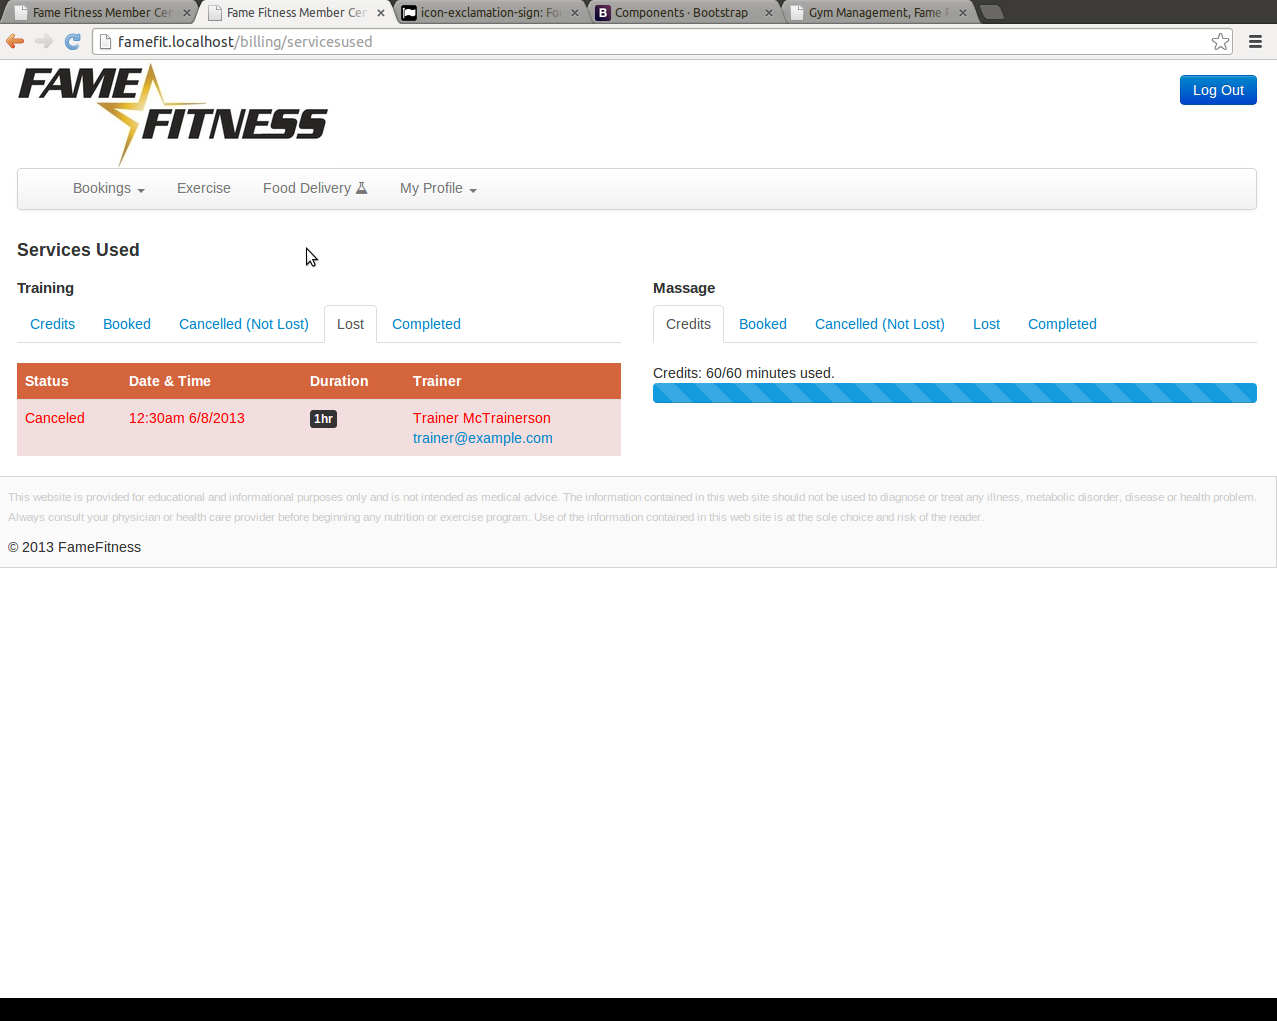 Fame Fitness Member Cen
Fame Fitness Member Cen
icon-exclamation-sign: Fo
Components · Bootstrap
Gym Management, Fame F
famefit.localhost/billing/servicesused
FAME
FITNESS
Log Out
Bookings
Exercise
Food Delivery
My Profile
Services Used
Training
Credits
Booked
Cancelled (Not Lost)
Lost
Completed
Status Date & Time Duration Trainer
Canceled 12:30am 6/8/2013 1hr Trainer McTrainerson
trainer@example.com
Massage
Credits
Booked
Cancelled (Not Lost)
Lost
Completed
Credits: 60/60 minutes used.
This website is provided for educational and informational purposes only and is not intended as medical advice. The information contained in this web site should not be used to diagnose or treat any illness, metabolic disorder, disease or health problem.
Always consult your physician or health care provider before beginning any nutrition or exercise program. Use of the information contained in this web site is at the sole choice and risk of the reader.
© 2013 FameFitness